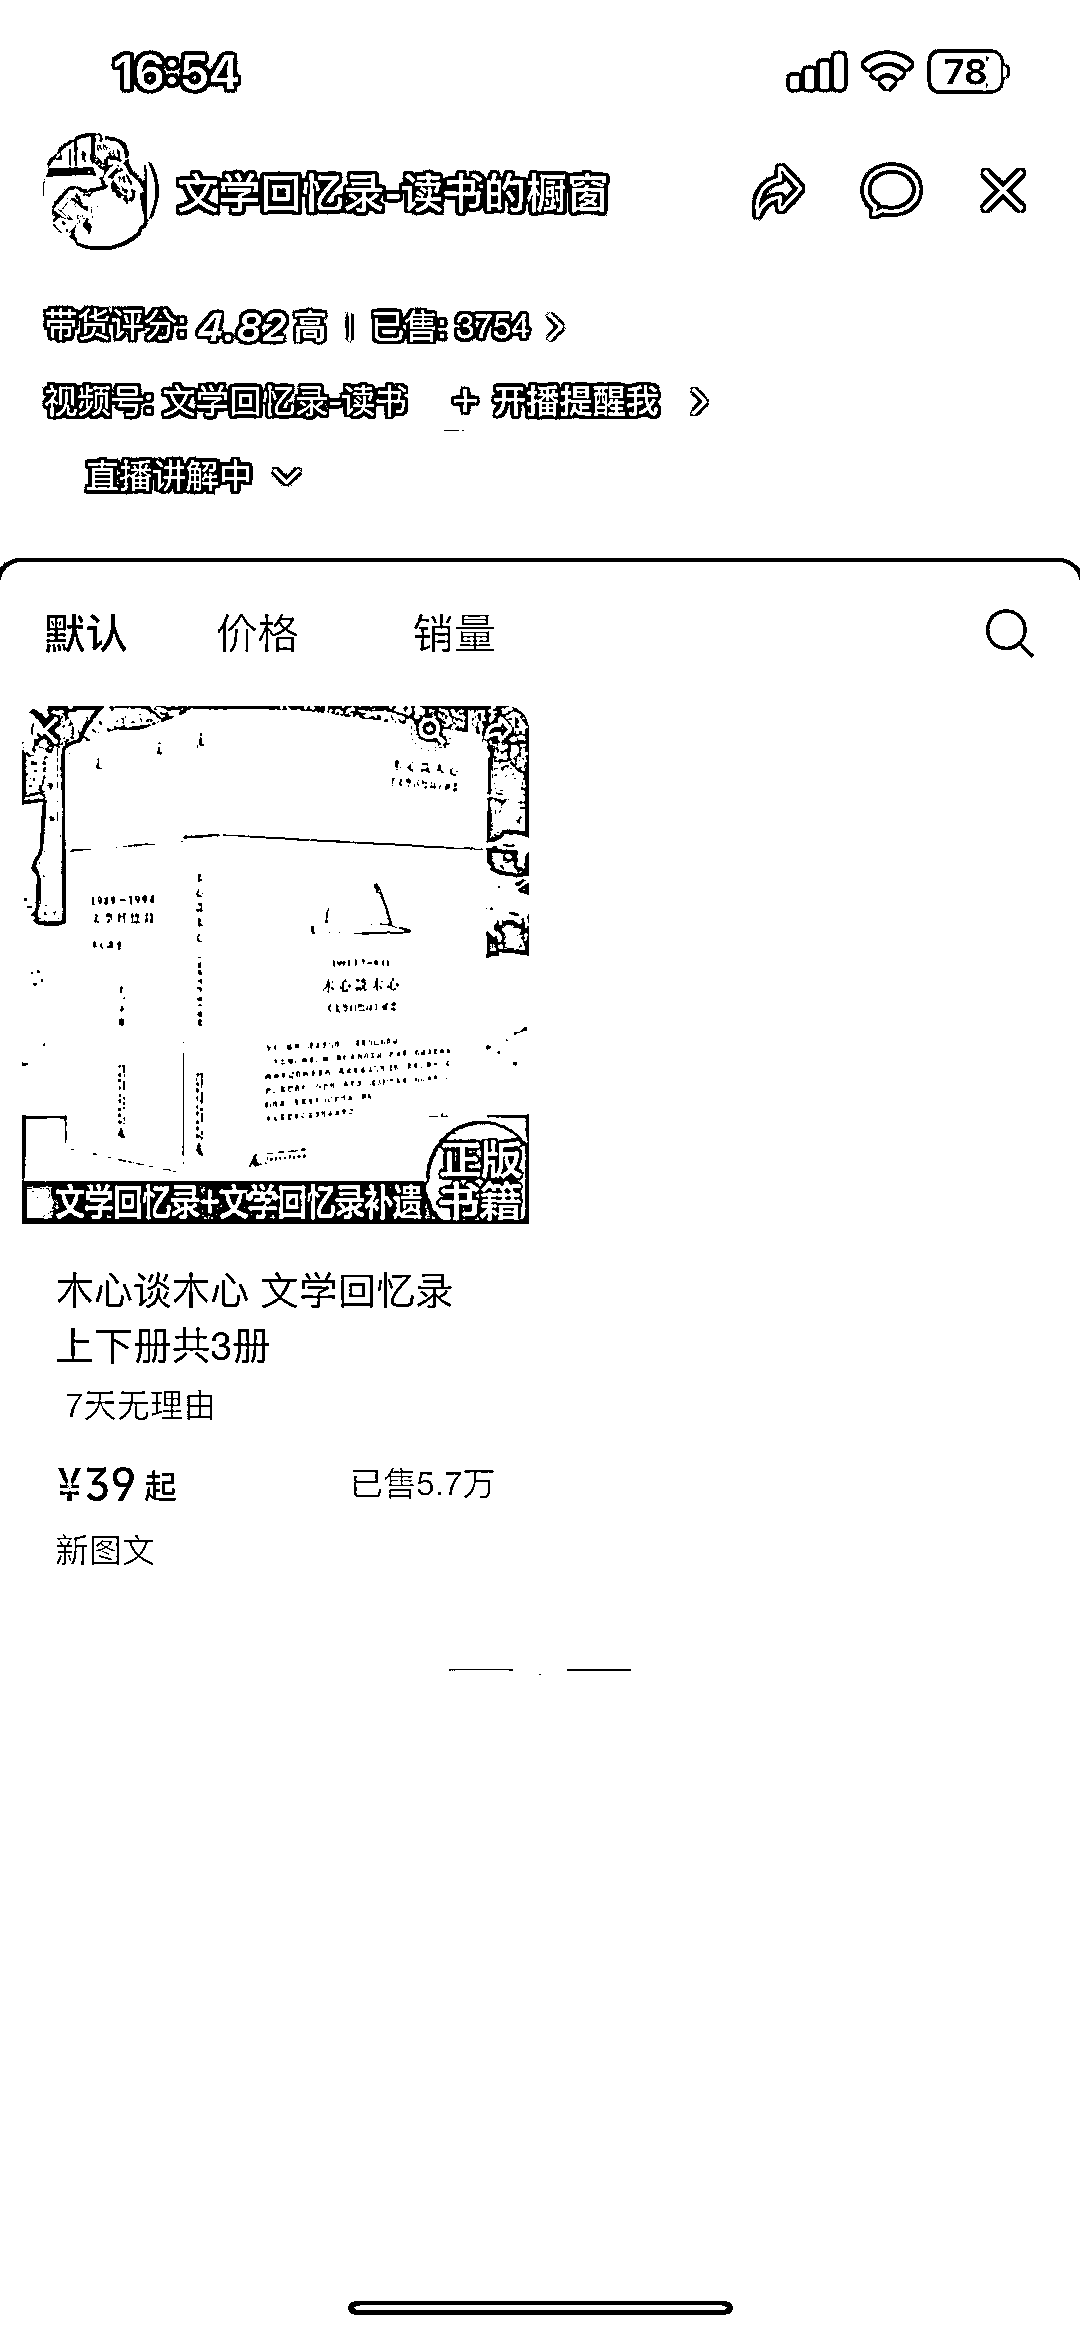 16:54
78
文学回忆录-读书的橱窗
带货评分: 4.82 高 | 已售: 3754
视频号: 文学回忆录-读书 + 开播提醒我
直播讲解中
默认 价格 销量
木心谈木心
1989-1994
文学回忆录
木心談木心
正版
书籍
文学回忆录+文学回忆录补遗
木心谈木心 文学回忆录
上下册共3册
7天无理由
¥39 起 已售5.7万
新图文